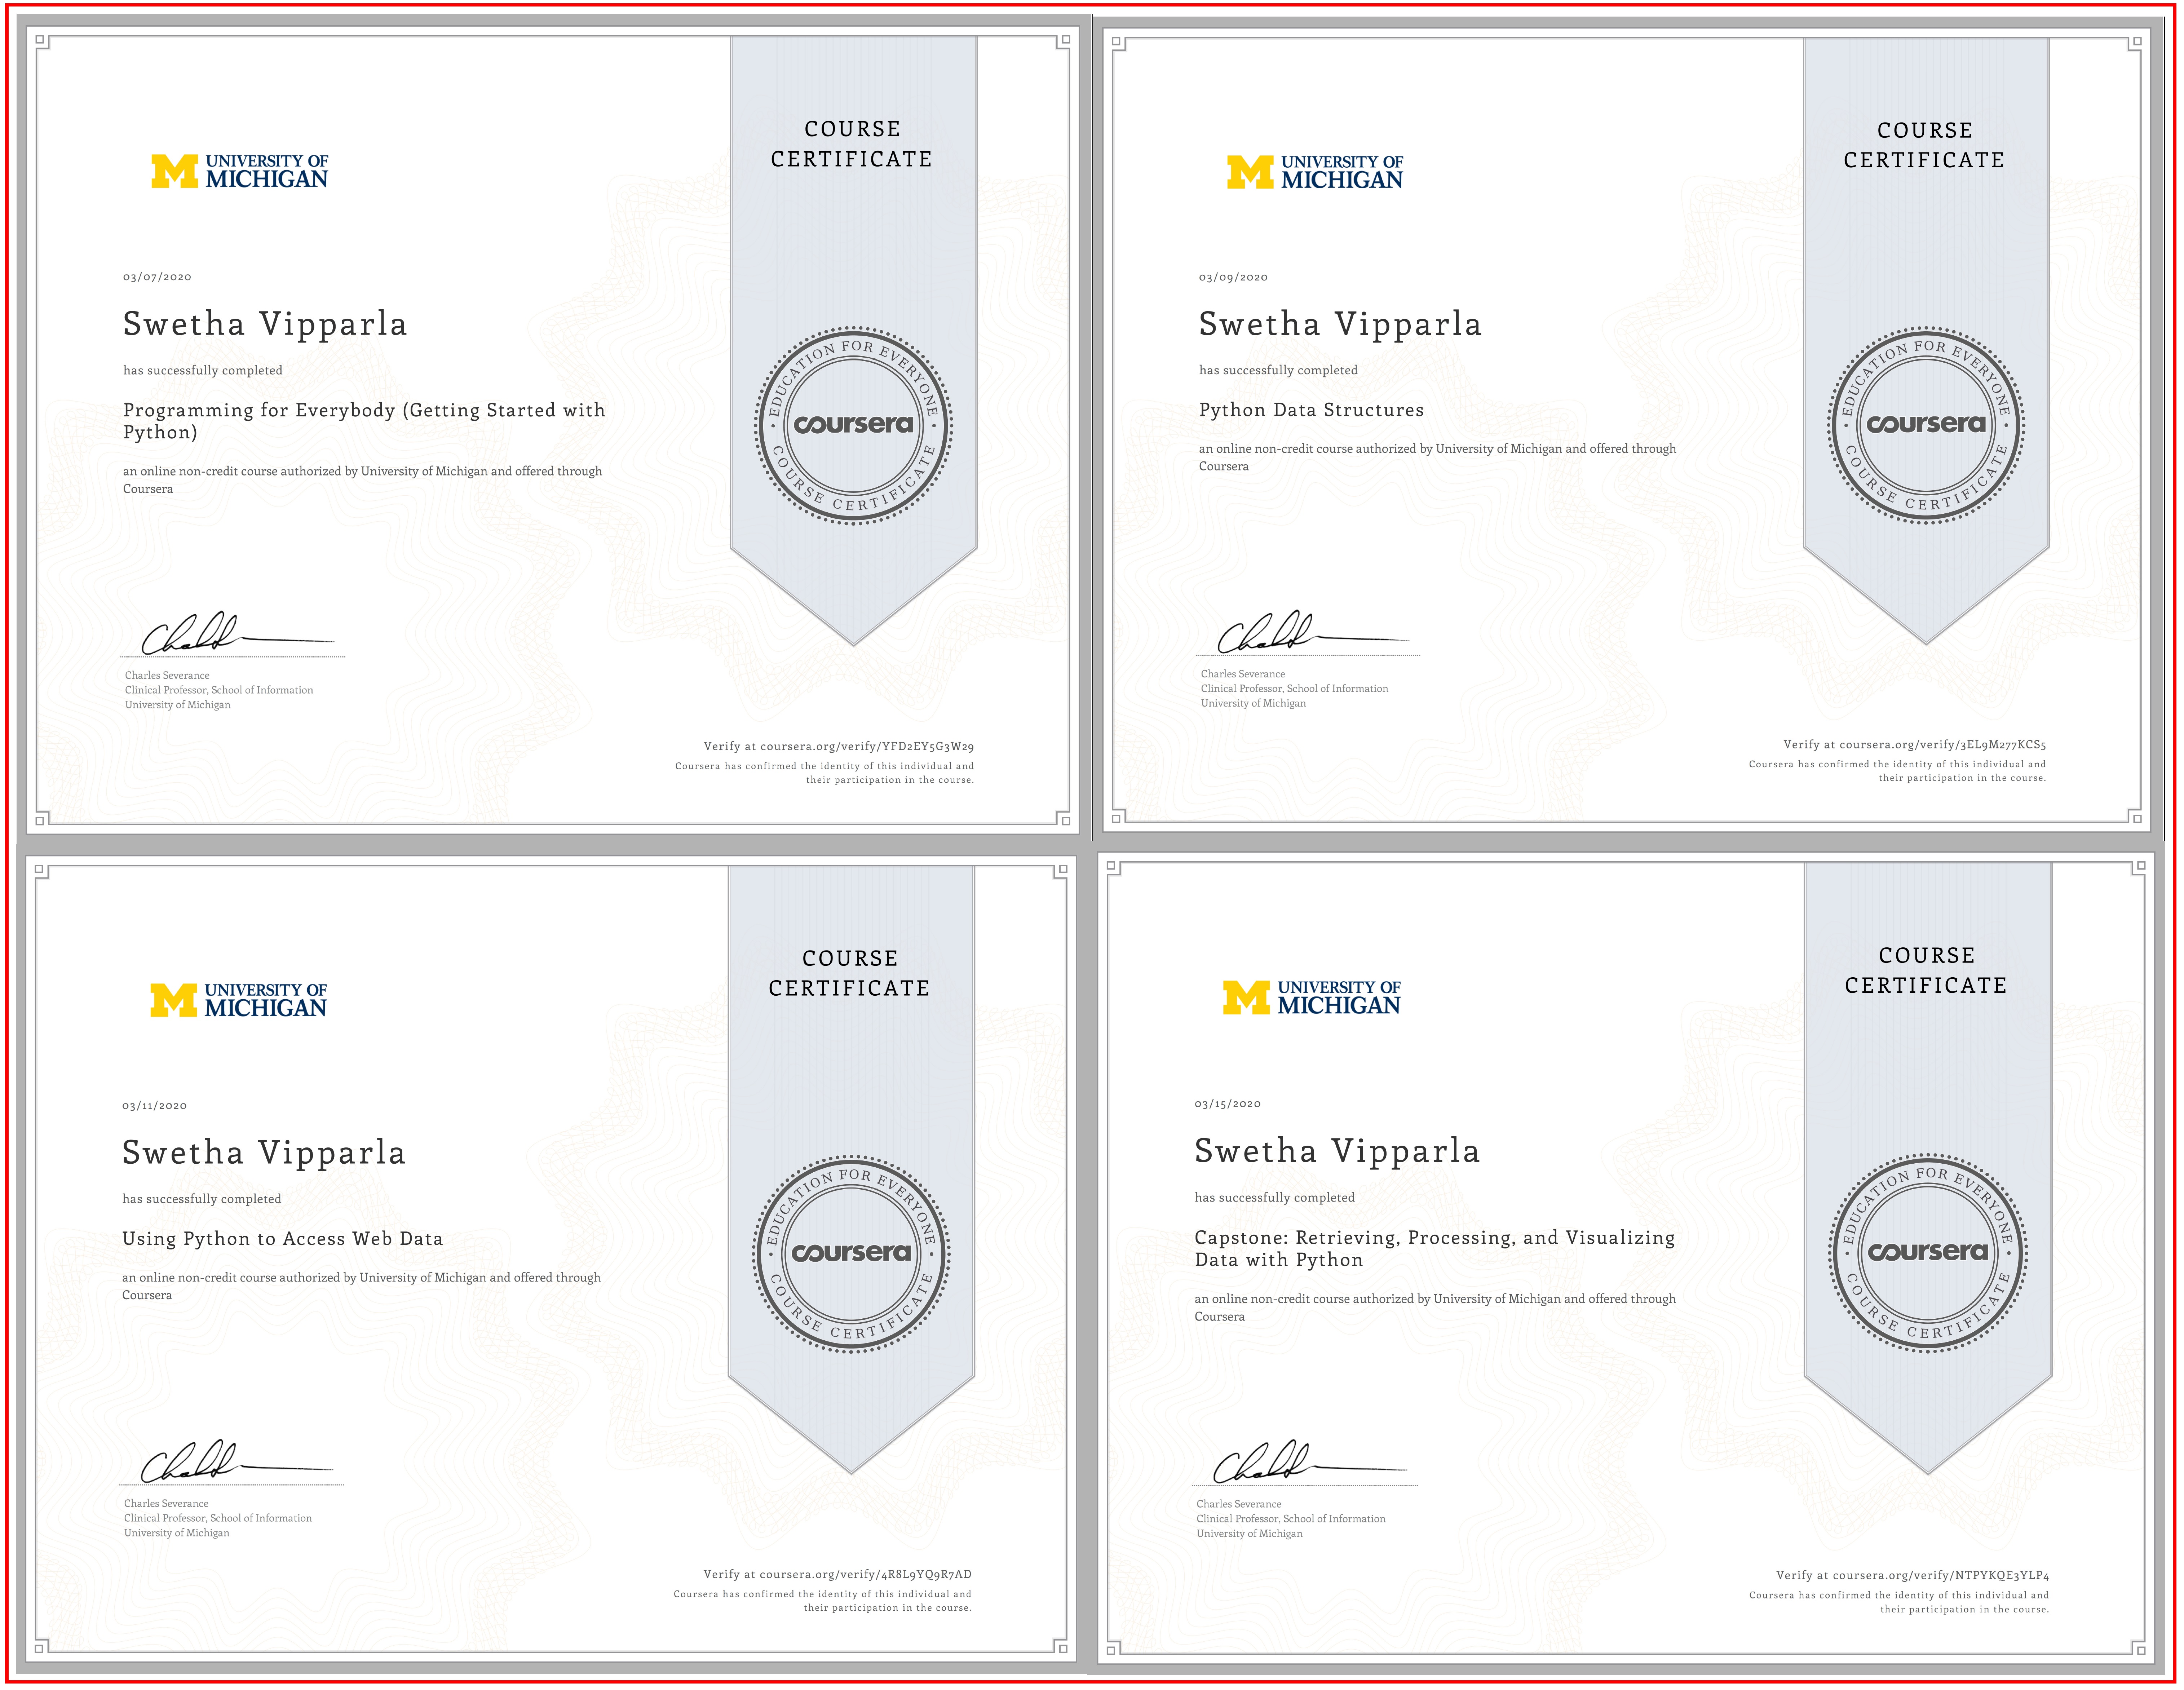 UNIVERSITY OF
MICHIGAN
COURSE
CERTIFICATE
03/07/2020
Swetha Vipparla
has successfully completed
Programming for Everybody (Getting Started with
Python)
an online non-credit course authorized by University of Michigan and offered through
Coursera
EDUCATION FOR EVERYONE
coursera
COURSE CERTIFICATE
Charles Severance
Clinical Professor, School of Information
University of Michigan
Verify at coursera.org/verify/YFD2EY5G3W29
Coursera has confirmed the identity of this individual and
their participation in the course.
UNIVERSITY OF
MICHIGAN
COURSE
CERTIFICATE
03/09/2020
Swetha Vipparla
has successfully completed
Python Data Structures
an online non-credit course authorized by University of Michigan and offered through
Coursera
EDUCATION FOR EVERYONE
coursera
COURSE CERTIFICATE
Charles Severance
Clinical Professor, School of Information
University of Michigan
Verify at coursera.org/verify/3EL9M277KCS5
Coursera has confirmed the identity of this individual and
their participation in the course.
UNIVERSITY OF
MICHIGAN
COURSE
CERTIFICATE
03/11/2020
Swetha Vipparla
has successfully completed
Using Python to Access Web Data
an online non-credit course authorized by University of Michigan and offered through
Coursera
EDUCATION FOR EVERYONE
coursera
COURSE CERTIFICATE
Charles Severance
Clinical Professor, School of Information
University of Michigan
Verify at coursera.org/verify/4R8L9YQ9R7AD
Coursera has confirmed the identity of this individual and
their participation in the course.
UNIVERSITY OF
MICHIGAN
COURSE
CERTIFICATE
03/15/2020
Swetha Vipparla
has successfully completed
Capstone: Retrieving, Processing, and Visualizing
Data with Python
an online non-credit course authorized by University of Michigan and offered through
Coursera
EDUCATION FOR EVERYONE
coursera
COURSE CERTIFICATE
Charles Severance
Clinical Professor, School of Information
University of Michigan
Verify at coursera.org/verify/NTPYKQE3YLP4
Coursera has confirmed the identity of this individual and
their participation in the course.